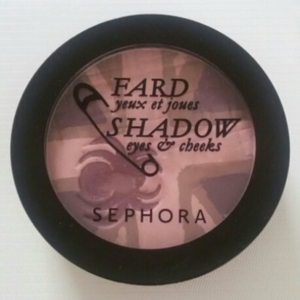 FARD
yeux et joues
SHADOW
eyes & cheeks
SEPHORA